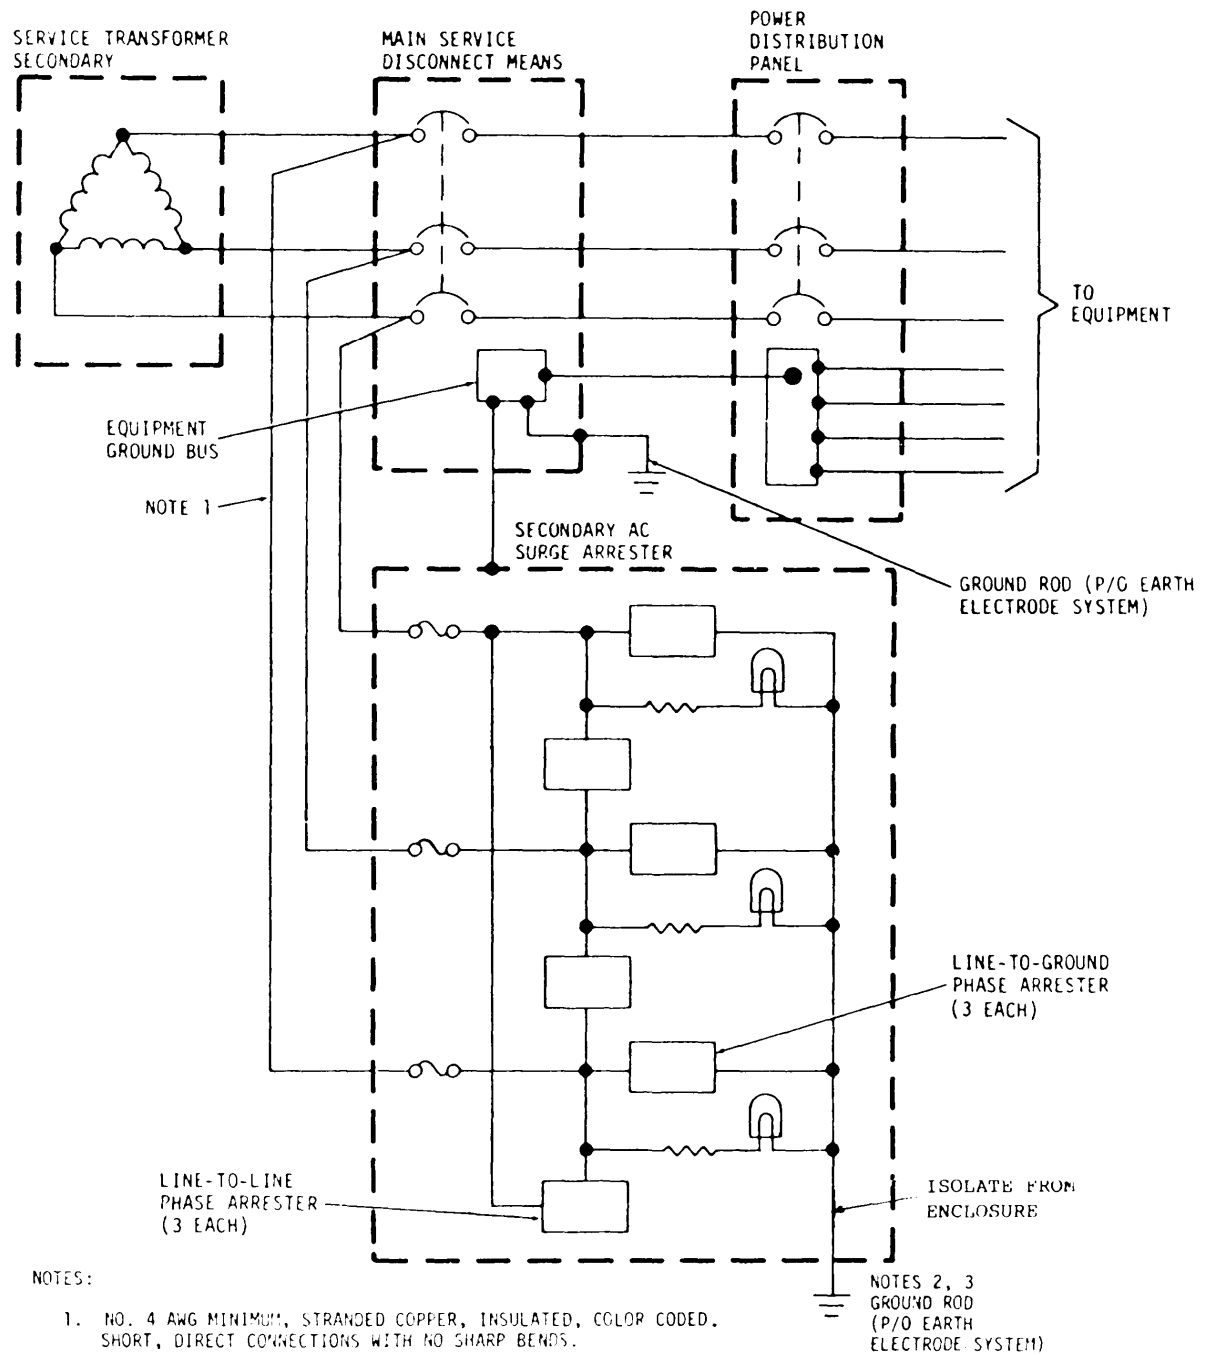 SERVICE TRANSFORMER
SECONDARY
MAIN SERVICE
DISCONNECT MEANS
POWER
DISTRIBUTION
PANEL
TO
EQUIPMENT
EQUIPMENT
GROUND BUS
NOTE 1
SECONDARY AC
SURGE ARRESTER
GROUND ROD (P/O EARTH
ELECTRODE SYSTEM)
LINE-TO-GROUND
PHASE ARRESTER
(3 EACH)
LINE-TO-LINE
PHASE ARRESTER
(3 EACH)
ISOLATE FROM
ENCLOSURE
NOTES 2, 3
GROUND ROD
(P/O EARTH
ELECTRODE SYSTEM)
NOTES:
1. NO. 4 AWG MINIMUM, STRANDED COPPER, INSULATED, COLOR CODED.
SHORT, DIRECT CONNECTIONS WITH NO SHARP BENDS.